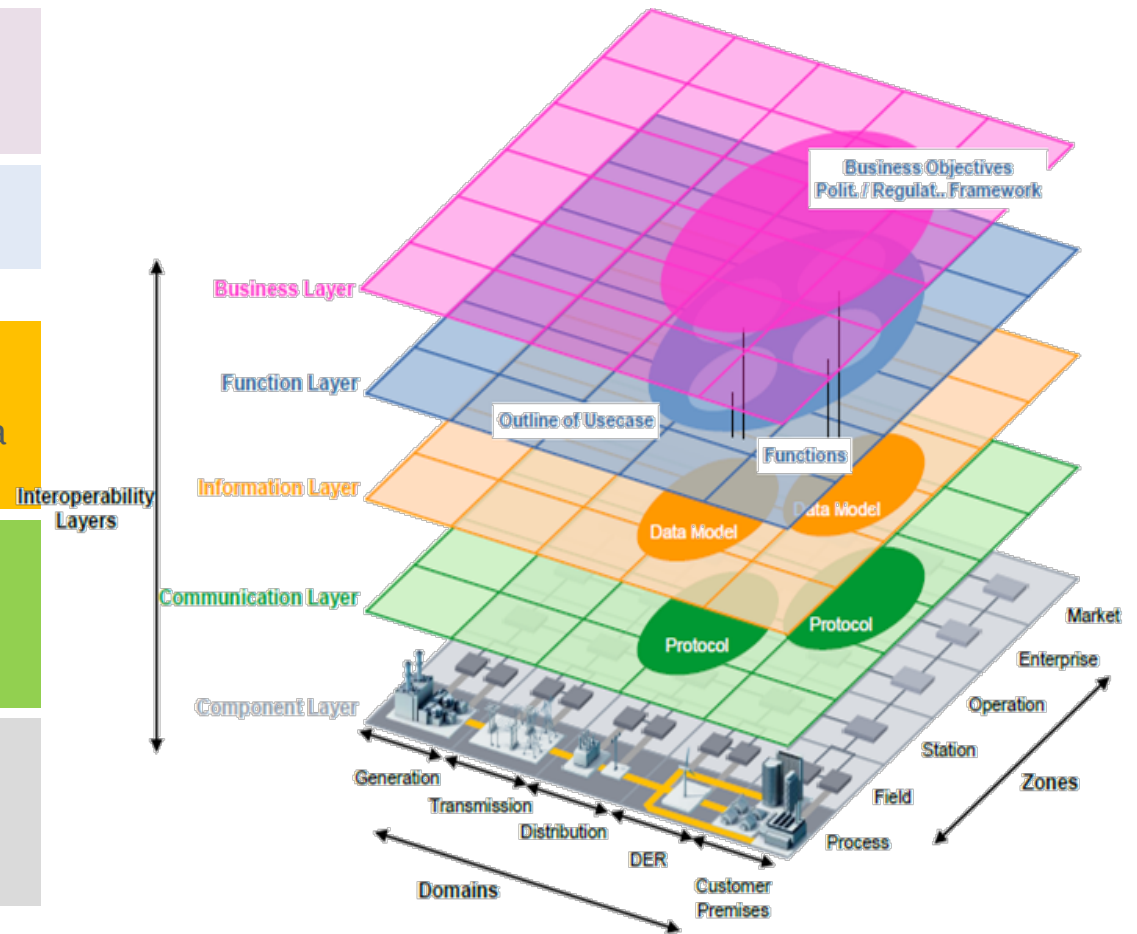 Business Objectives
Polit. / Regulat.. Framework
Business Layer
Function Layer
Outline of Usecase
Functions
a
Interoperability
Layers
Information Layer
Data Model
Data Model
Communication Layer
Protocol
Protocol
Market
Enterprise
Component Layer
Operation
Station
Zones
Generation
Field
Transmission
Distribution
Process
DER
Domains
Customer
Premises